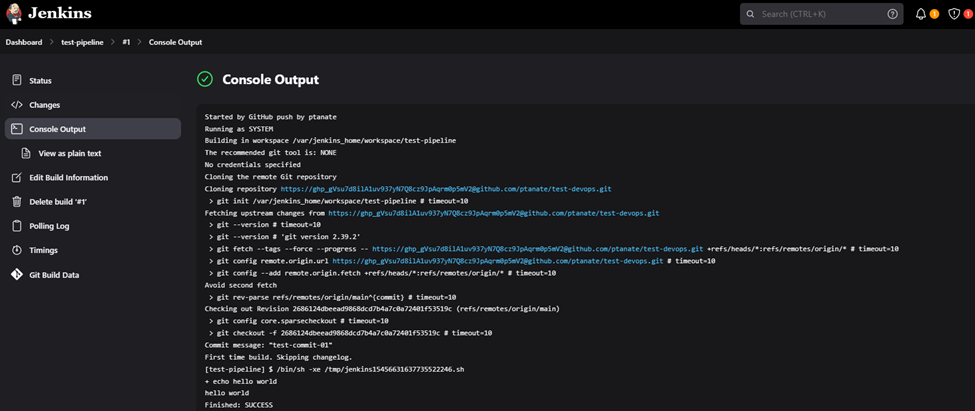 Jenkins
Search (CTRL+K)
1
1
Dashboard > test-pipeline > #1 > Console Output
Status
Changes
Console Output
View as plain text
Edit Build Information
Delete build '#1'
Polling Log
Timings
Git Build Data
Console Output
Started by GitHub push by ptanate
Running as SYSTEM
Building in workspace /var/jenkins_home/workspace/test-pipeline
The recommended git tool is: NONE
No credentials specified
Cloning the remote Git repository
Cloning repository https://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@github.com/ptanate/test-devops.git
> git init /var/jenkins_home/workspace/test-pipeline # timeout=10
Fetching upstream changes from https://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@github.com/ptanate/test-devops.git
> git --version # timeout=10
> git --version # 'git version 2.39.2'
> git fetch --tags --force --progress -- https://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@github.com/ptanate/test-devops.git +refs/heads/*:refs/remotes/origin/* # timeout=10
> git config remote.origin.url https://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@github.com/ptanate/test-devops.git # timeout=10
> git config --add remote.origin.fetch +refs/heads/*:refs/remotes/origin/* # timeout=10
Avoid second fetch
> git rev-parse refs/remotes/origin/main^{commit} # timeout=10
Checking out Revision 2686124dbeead9868dcd7b4a7c0a72401f53519c (refs/remotes/origin/main)
> git config core.sparsecheckout # timeout=10
> git checkout -f 2686124dbeead9868dcd7b4a7c0a72401f53519c # timeout=10
Commit message: "test-commit-01"
First time build. Skipping changelog.
[test-pipeline] $ /bin/sh -xe /tmp/jenkins15456631637735522246.sh
+ echo hello world
hello world
Finished: SUCCESS